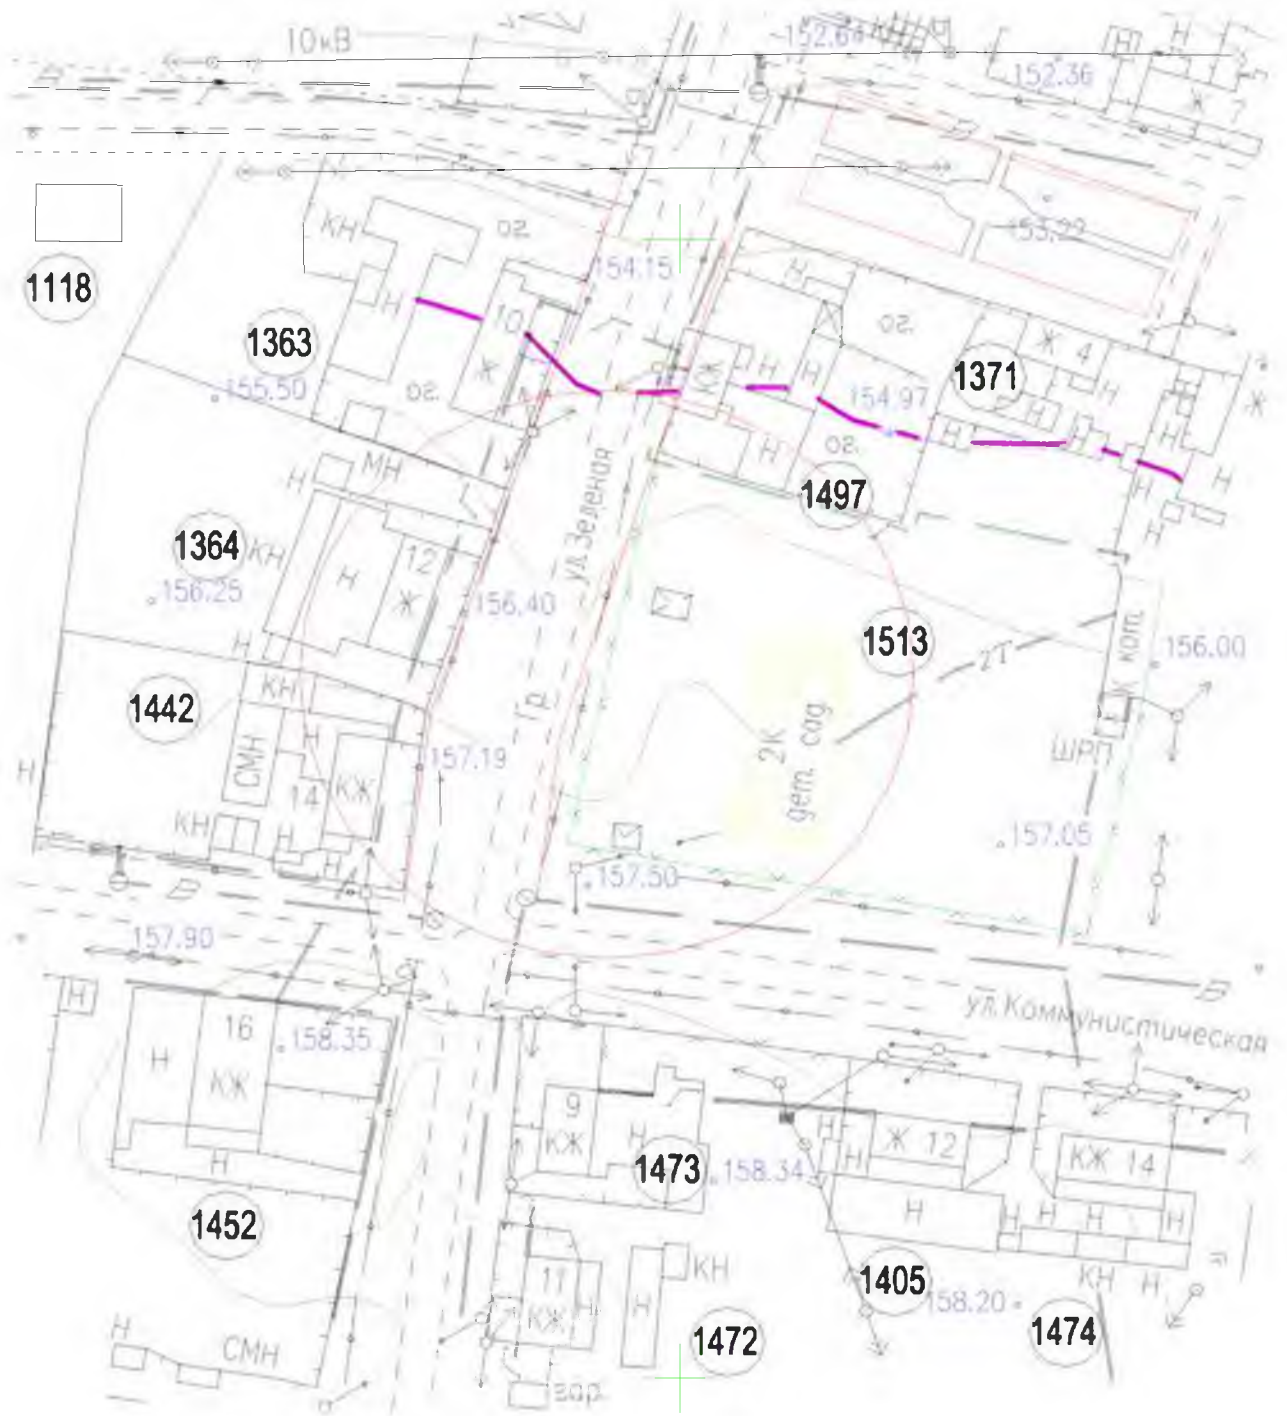 10кВ
152.64
152.36
Н
Н
Ж 7
В
1118
КН
ОГ.
154.15
153.22
Н
1363
Н
10
Ж
ОГ.
155.50
КЖ
Н
Н
ОГ.
154.97
1371
Ж 4
Н
Н
Н
Н
Ж
Н
Н
Н
ОГ.
1497
МН
Н
1364
КН
Н
12
Ж
156.25
156.40
ул.Зеленая
1513
2Т
Ж кот.
156.00
Н
КН
1442
Н
СМН
14
КЖ
157.19
Гр.
2К
дет. сад
ШРП
Н
КН
Н
Н
157.50
157.05
В
157.90
В
ул.Коммунистическая
Н
Н
16
КЖ
158.35
Н
1452
9
КЖ
Н
1473
158.34
Н
Н
Ж 12
КЖ 14
Н
Н
Н
Н
Н
11
КЖ
Н
Н
КН
1472
1405
158.20
КН
Н
1474
Н
СМН
гар.